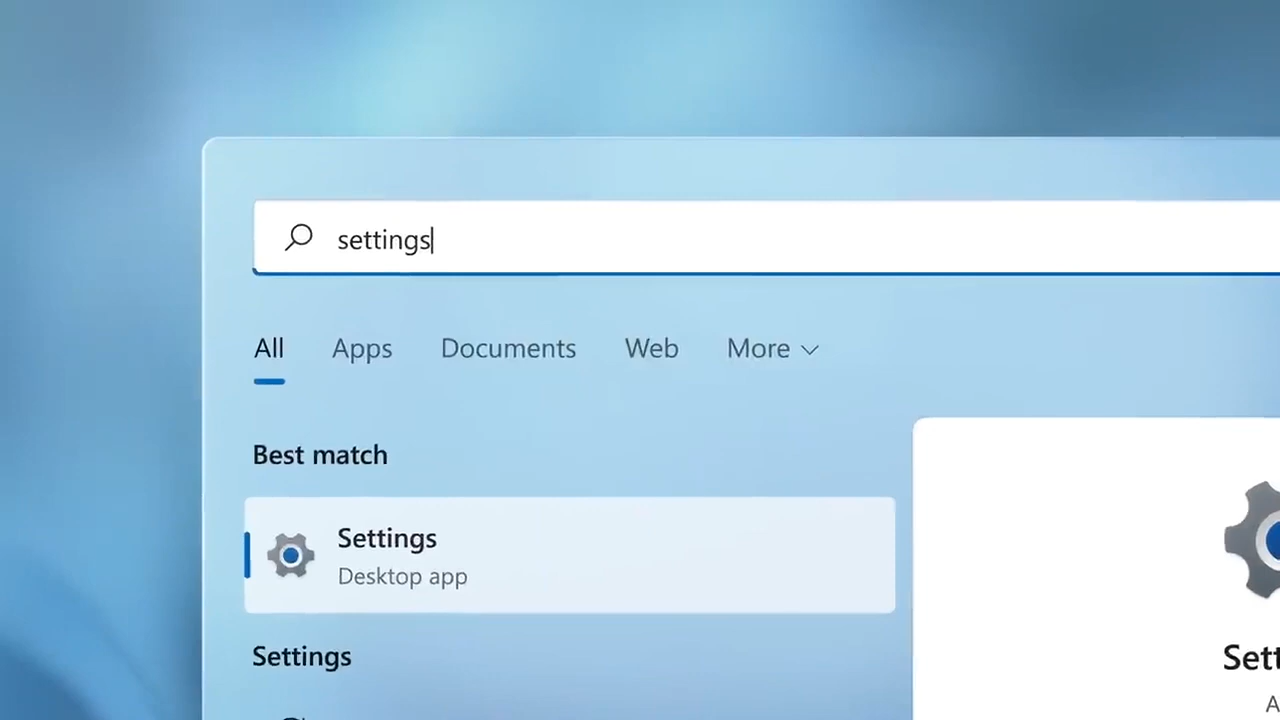 settings
All Apps Documents Web More
Best match
Settings
Desktop app
Settings
Sett
A